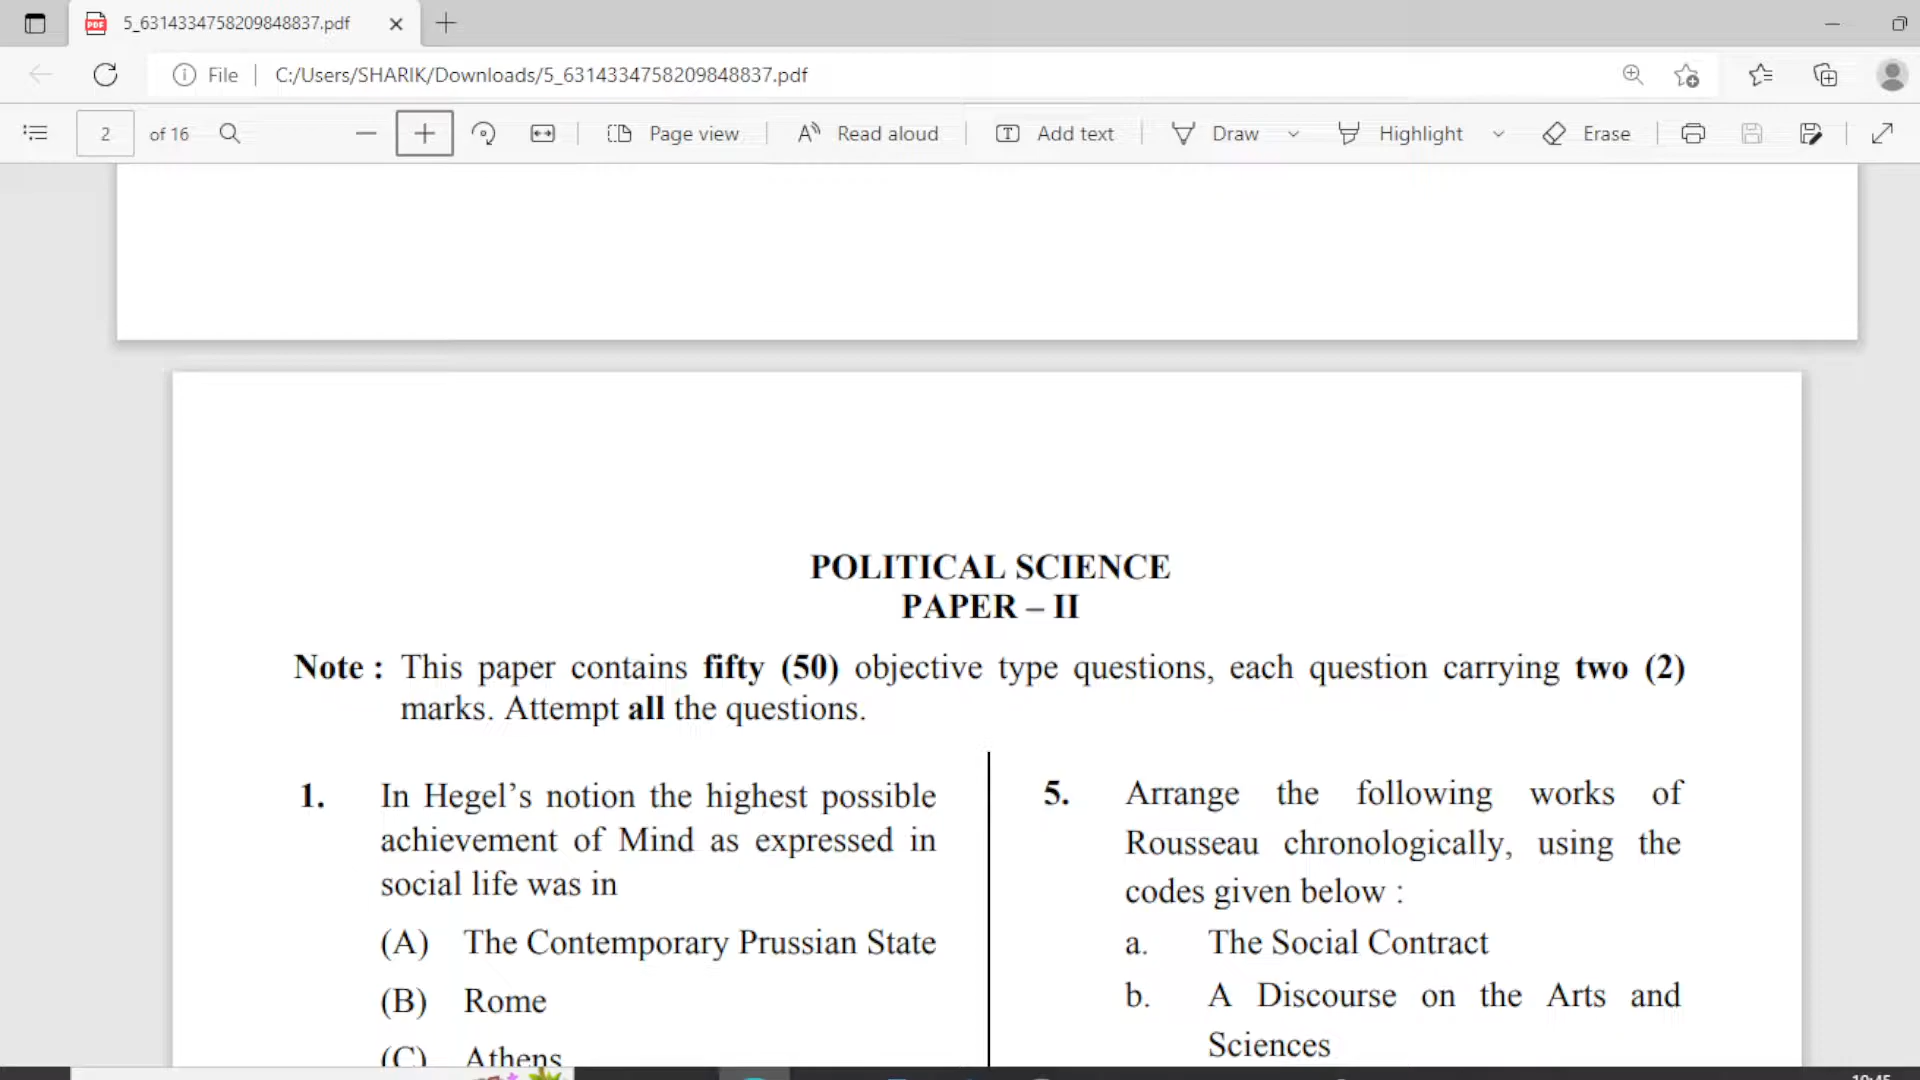 5_6314334758209848837.pdf
File C:/Users/SHARIK/Downloads/5_6314334758209848837.pdf
2 of 16 Page view Read aloud Add text Draw Highlight Erase
POLITICAL SCIENCE
PAPER – II
Note : This paper contains fifty (50) objective type questions, each question carrying two (2)
marks. Attempt all the questions.
1. In Hegel’s notion the highest possible
achievement of Mind as expressed in
social life was in
(A) The Contemporary Prussian State
(B) Rome
(C) Athens
5. Arrange the following works of
Rousseau chronologically, using the
codes given below :
a. The Social Contract
b. A Discourse on the Arts and
Sciences